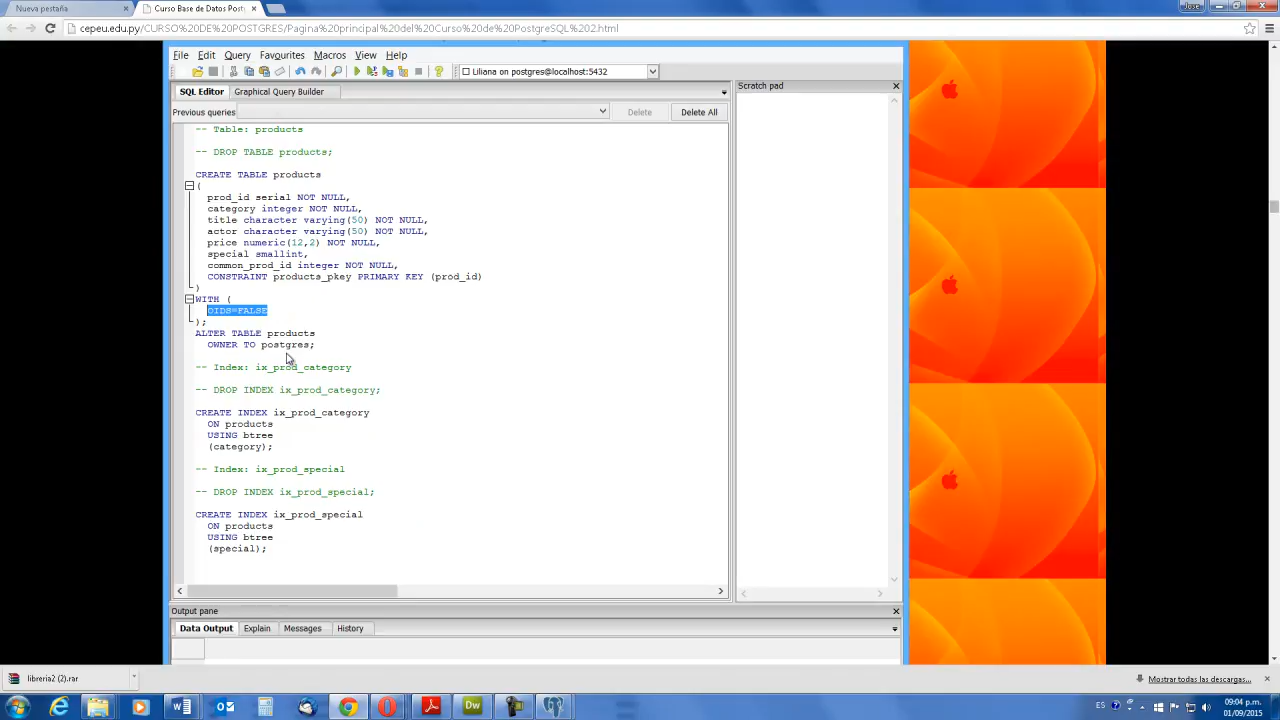 Nueva pestaña
Curso Base de Datos Post
Jose
cepeu.edu.py/CURSO%20DE%20POSTGRES/Pagina%20principal%20del%20Curso%20de%20PostgreSQL%202.html
File Edit Query Favourites Macros View Help
Liliana on postgres@localhost:5432
SQL Editor Graphical Query Builder
Scratch pad
Previous queries Delete Delete All
-- Table: products
-- DROP TABLE products;
CREATE TABLE products
(
prod_id serial NOT NULL,
category integer NOT NULL,
title character varying(50) NOT NULL,
actor character varying(50) NOT NULL,
price numeric(12,2) NOT NULL,
special smallint,
common_prod_id integer NOT NULL,
CONSTRAINT products_pkey PRIMARY KEY (prod_id)
)
WITH (
OIDS=FALSE
);
ALTER TABLE products
OWNER TO postgres;
-- Index: ix_prod_category
-- DROP INDEX ix_prod_category;
CREATE INDEX ix_prod_category
ON products
USING btree
(category);
-- Index: ix_prod_special
-- DROP INDEX ix_prod_special;
CREATE INDEX ix_prod_special
ON products
USING btree
(special);
Output pane
Data Output Explain Messages History
libreria2 (2).rar
Mostrar todas las descargas...
Dw
ES
09:04 p.m.
01/09/2015